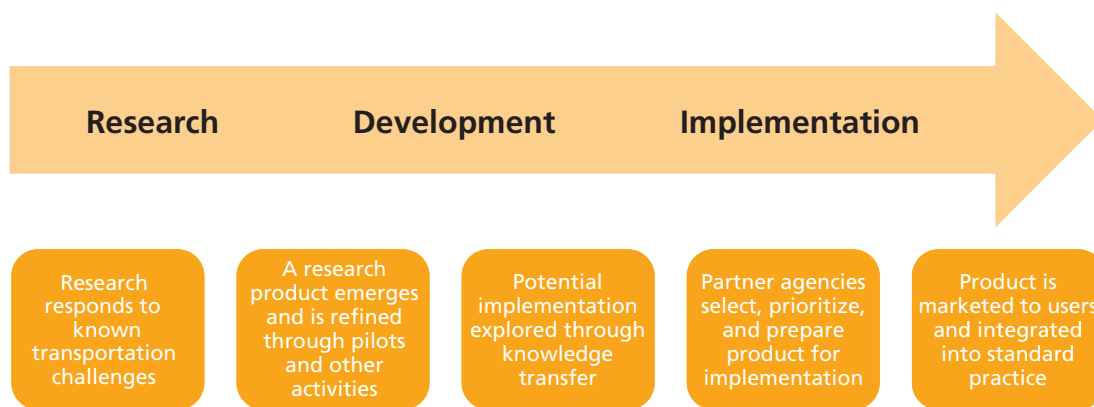 Research Development Implementation
Research
responds to
known
transportation
challenges
A research
product emerges
and is refined
through pilots
and other
activities
Potential
implementation
explored through
knowledge
transfer
Partner agencies
select, prioritize,
and prepare
product for
implementation
Product is
marketed to users
and integrated
into standard
practice